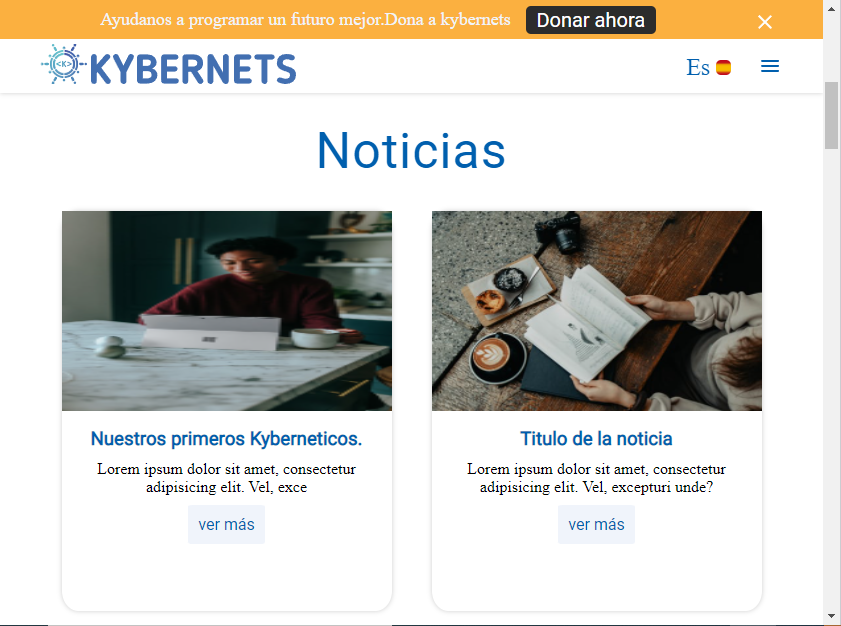 Ayudanos a programar un futuro mejor.Dona a kybernets Donar ahora
<K> KYBERNETS Es
Noticias
Nuestros primeros Kyberneticos.
Lorem ipsum dolor sit amet, consectetur
adipisicing elit. Vel, exce
ver más
Titulo de la noticia
Lorem ipsum dolor sit amet, consectetur
adipisicing elit. Vel, excepturi unde?
ver más